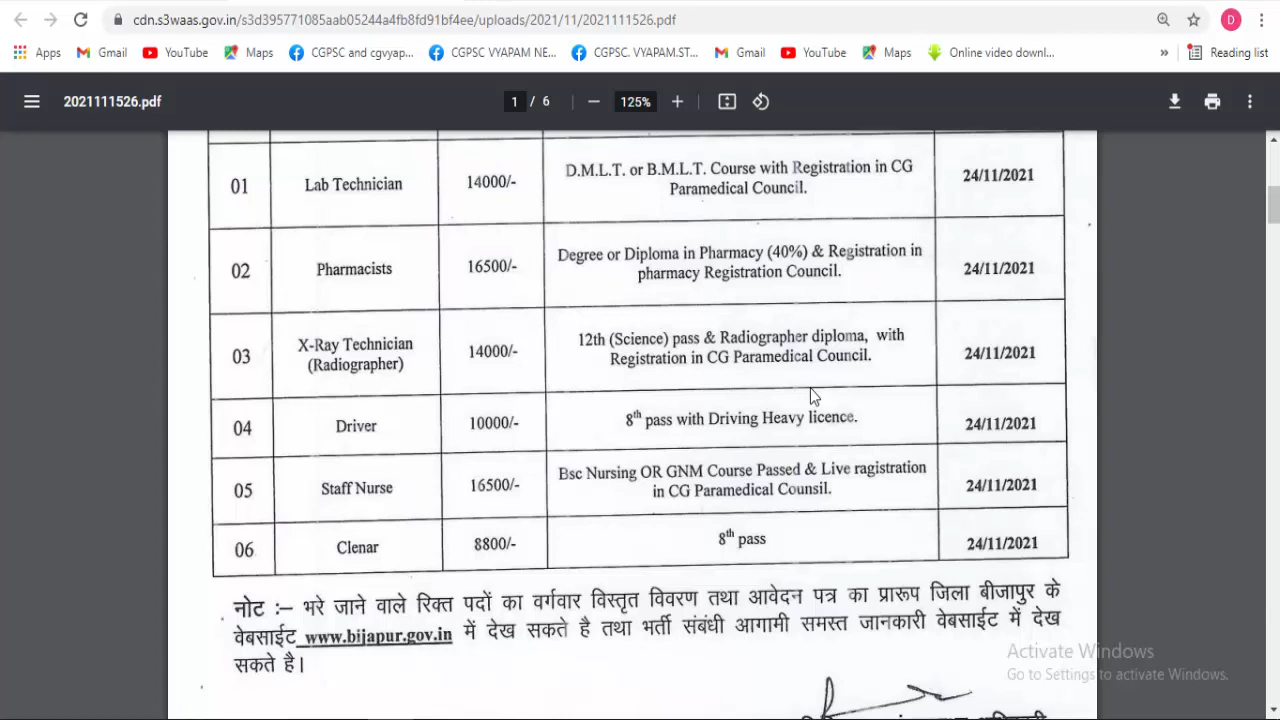 cdn.s3waas.gov.in/s3d395771085aab05244a4fb8fd91bf4ee/uploads/2021/11/2021111526.pdf
D
Apps Gmail YouTube Maps CGPSC and cgvyap... CGPSC VYAPAM NE... CGPSC. VYAPAM.ST... Gmail YouTube Maps Online video downl... » Reading list
2021111526.pdf 1 / 6 125%
01 Lab Technician 14000/- D.M.L.T. or B.M.L.T. Course with Registration in CG
Paramedical Council. 24/11/2021
02 Pharmacists 16500/- Degree or Diploma in Pharmacy (40%) & Registration in
pharmacy Registration Council. 24/11/2021
03 X-Ray Technician
(Radiographer) 14000/- 12th (Science) pass & Radiographer diploma, with
Registration in CG Paramedical Council. 24/11/2021
04 Driver 10000/- 8th pass with Driving Heavy licence. 24/11/2021
05 Staff Nurse 16500/- Bsc Nursing OR GNM Course Passed & Live ragistration
in CG Paramedical Counsil. 24/11/2021
06 Clenar 8800/- 8th pass 24/11/2021
नोट :– भरे जाने वाले रिक्त पदों का वर्गवार विस्तृत विवरण तथा आवेदन पत्र का प्रारूप जिला बीजापुर के
वेबसाईट www.bijapur.gov.in में देख सकते है तथा भर्ती संबंधी आगामी समस्त जानकारी वेबसाईट में देख
सकते है।
Activate Windows
Go to Settings to activate Windows.